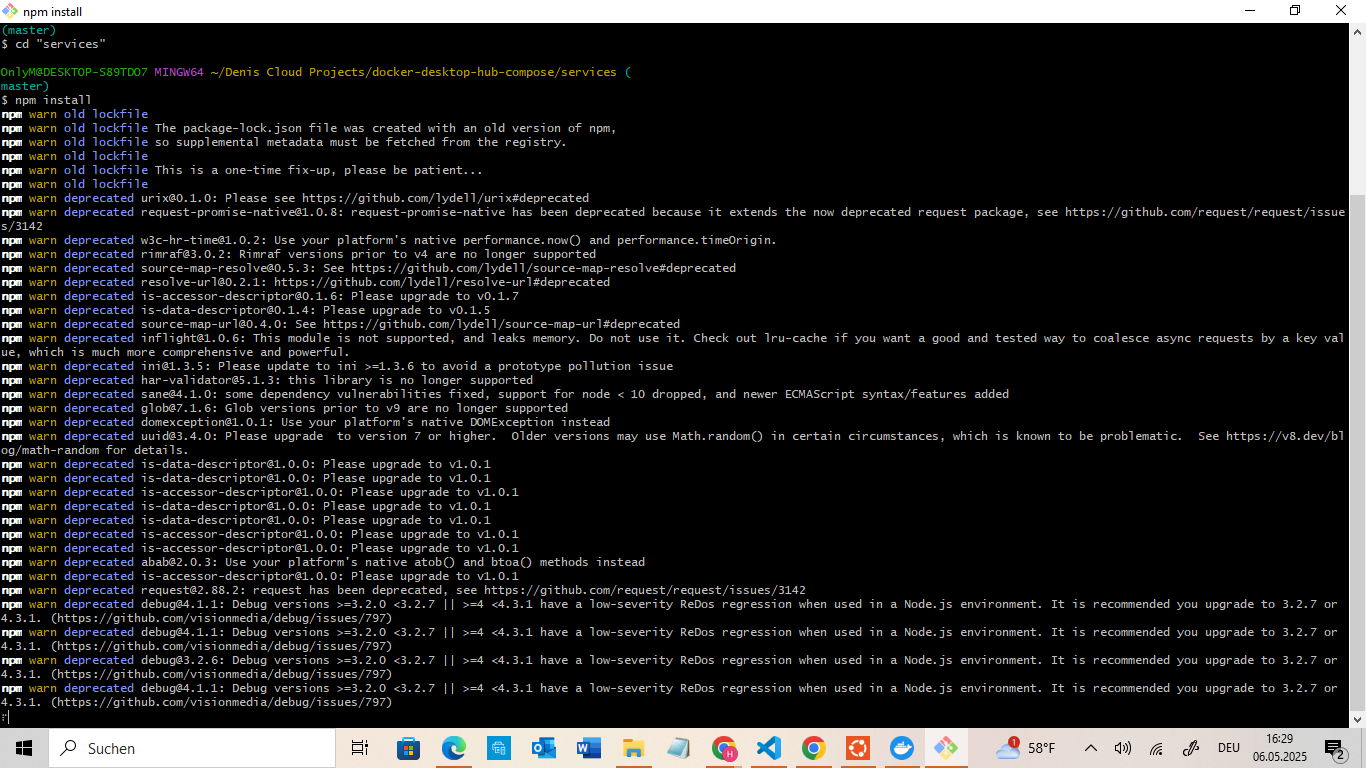 npm install
(master)
$ cd "services"
OnlyM@DESKTOP-S89TDO7 MINGW64 ~/Denis Cloud Projects/docker-desktop-hub-compose/services (
master)
$ npm install
npm warn old lockfile
npm warn old lockfile The package-lock.json file was created with an old version of npm,
npm warn old lockfile so supplemental metadata must be fetched from the registry.
npm warn old lockfile
npm warn old lockfile This is a one-time fix-up, please be patient...
npm warn old lockfile
npm warn deprecated urix@0.1.0: Please see https://github.com/lydell/urix#deprecated
npm warn deprecated request-promise-native@1.0.8: request-promise-native has been deprecated because it extends the now deprecated request package, see https://github.com/request/request/issue
s/3142
npm warn deprecated w3c-hr-time@1.0.2: Use your platform's native performance.now() and performance.timeOrigin.
npm warn deprecated rimraf@3.0.2: Rimraf versions prior to v4 are no longer supported
npm warn deprecated source-map-resolve@0.5.3: See https://github.com/lydell/source-map-resolve#deprecated
npm warn deprecated resolve-url@0.2.1: https://github.com/lydell/resolve-url#deprecated
npm warn deprecated is-accessor-descriptor@0.1.6: Please upgrade to v0.1.7
npm warn deprecated is-data-descriptor@0.1.4: Please upgrade to v0.1.5
npm warn deprecated source-map-url@0.4.0: See https://github.com/lydell/source-map-url#deprecated
npm warn deprecated inflight@1.0.6: This module is not supported, and leaks memory. Do not use it. Check out lru-cache if you want a good and tested way to coalesce async requests by a key val
ue, which is much more comprehensive and powerful.
npm warn deprecated ini@1.3.5: Please update to ini >=1.3.6 to avoid a prototype pollution issue
npm warn deprecated har-validator@5.1.3: this library is no longer supported
npm warn deprecated sane@4.1.0: some dependency vulnerabilities fixed, support for node < 10 dropped, and newer ECMAScript syntax/features added
npm warn deprecated glob@7.1.6: Glob versions prior to v9 are no longer supported
npm warn deprecated domexception@1.0.1: Use your platform's native DOMException instead
npm warn deprecated uuid@3.4.0: Please upgrade  to version 7 or higher.  Older versions may use Math.random() in certain circumstances, which is known to be problematic.  See https://v8.dev/bl
og/math-random for details.
npm warn deprecated is-data-descriptor@1.0.0: Please upgrade to v1.0.1
npm warn deprecated is-data-descriptor@1.0.0: Please upgrade to v1.0.1
npm warn deprecated is-accessor-descriptor@1.0.0: Please upgrade to v1.0.1
npm warn deprecated is-data-descriptor@1.0.0: Please upgrade to v1.0.1
npm warn deprecated is-data-descriptor@1.0.0: Please upgrade to v1.0.1
npm warn deprecated is-accessor-descriptor@1.0.0: Please upgrade to v1.0.1
npm warn deprecated is-accessor-descriptor@1.0.0: Please upgrade to v1.0.1
npm warn deprecated abab@2.0.3: Use your platform's native atob() and btoa() methods instead
npm warn deprecated is-accessor-descriptor@1.0.0: Please upgrade to v1.0.1
npm warn deprecated request@2.88.2: request has been deprecated, see https://github.com/request/request/issues/3142
npm warn deprecated debug@4.1.1: Debug versions >=3.2.0 <3.2.7 || >=4 <4.3.1 have a low-severity ReDos regression when used in a Node.js environment. It is recommended you upgrade to 3.2.7 or
4.3.1. (https://github.com/visionmedia/debug/issues/797)
npm warn deprecated debug@4.1.1: Debug versions >=3.2.0 <3.2.7 || >=4 <4.3.1 have a low-severity ReDos regression when used in a Node.js environment. It is recommended you upgrade to 3.2.7 or
4.3.1. (https://github.com/visionmedia/debug/issues/797)
npm warn deprecated debug@3.2.6: Debug versions >=3.2.0 <3.2.7 || >=4 <4.3.1 have a low-severity ReDos regression when used in a Node.js environment. It is recommended you upgrade to 3.2.7 or
4.3.1. (https://github.com/visionmedia/debug/issues/797)
npm warn deprecated debug@4.1.1: Debug versions >=3.2.0 <3.2.7 || >=4 <4.3.1 have a low-severity ReDos regression when used in a Node.js environment. It is recommended you upgrade to 3.2.7 or
4.3.1. (https://github.com/visionmedia/debug/issues/797)
Suchen
H
1
58°F
DEU
16:29
06.05.2025
2